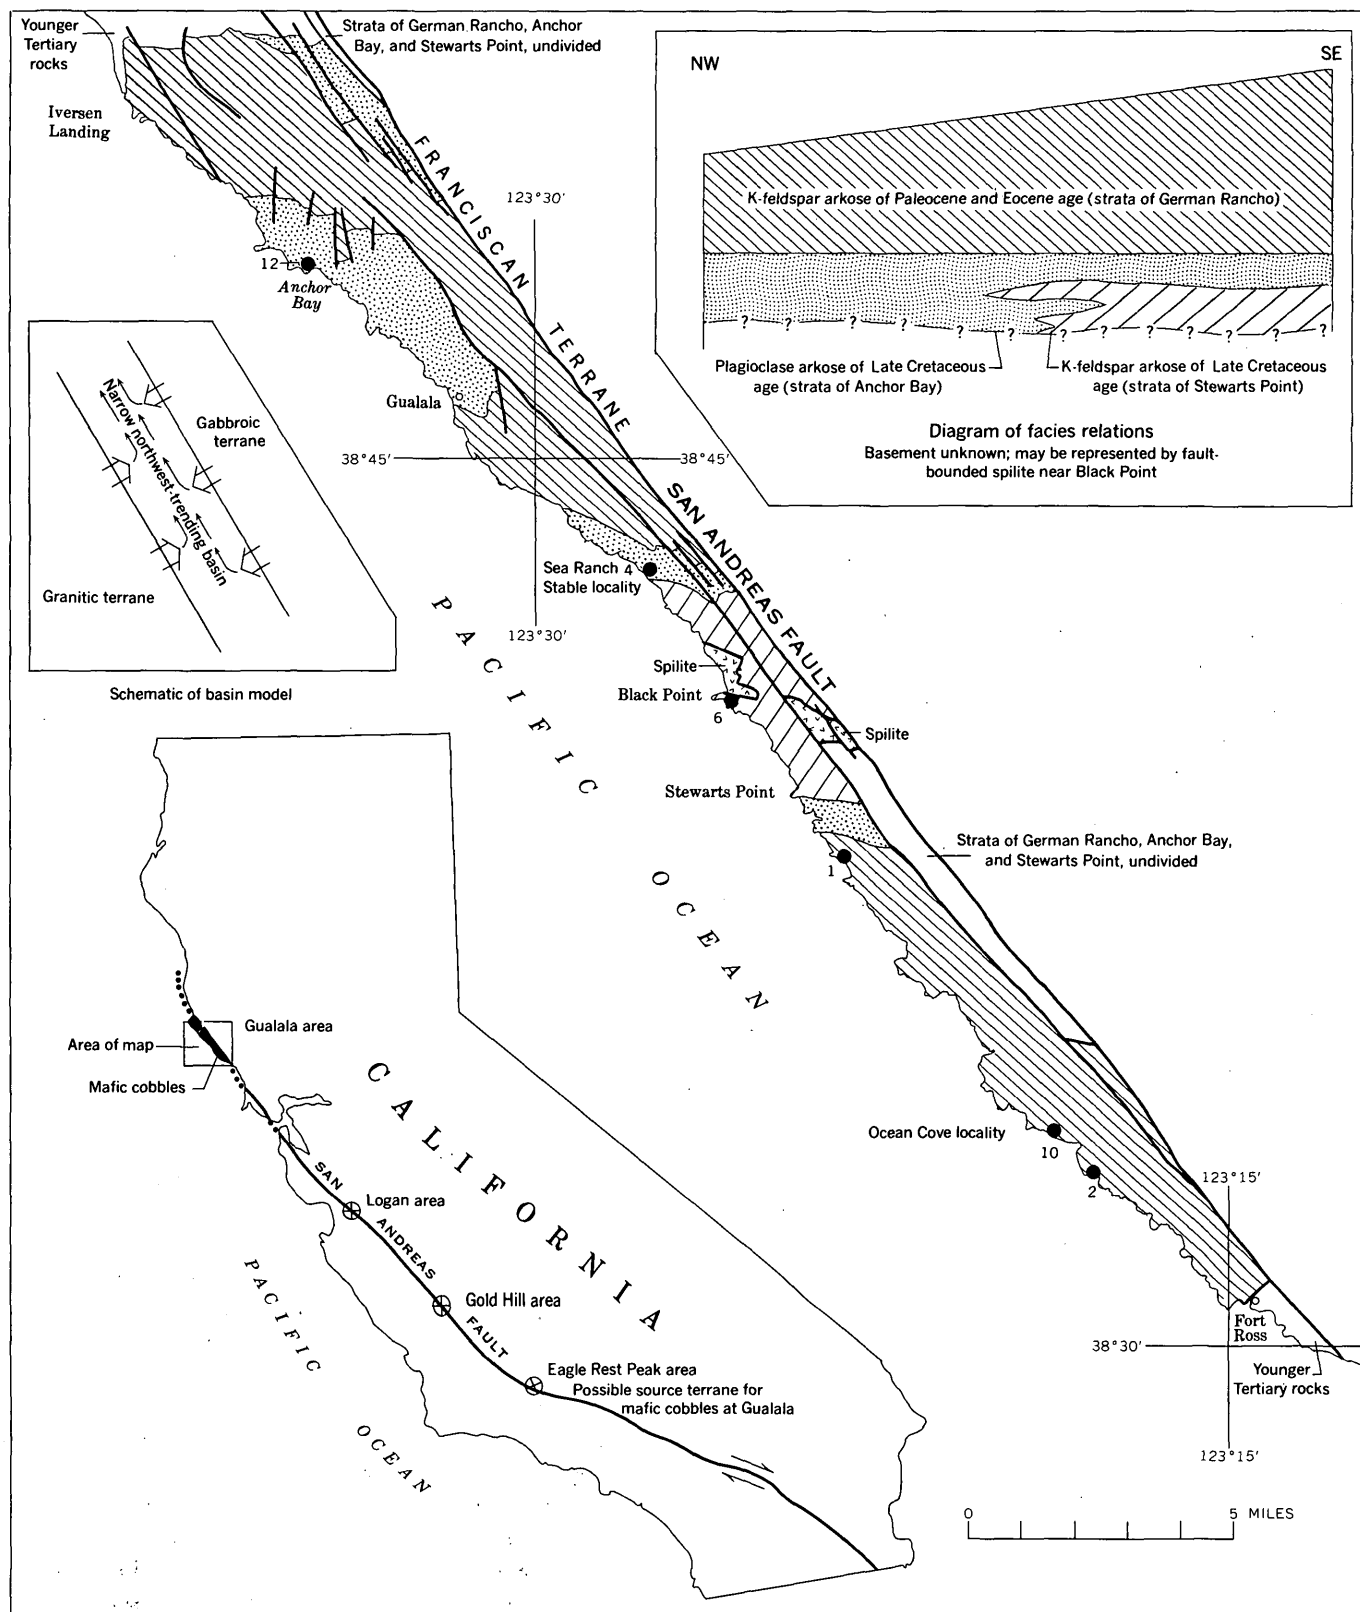 Younger
Tertiary
rocks
Strata of German Rancho, Anchor
Bay, and Stewarts Point, undivided
Iversen
Landing
FRANCISCAN TERRANE
123°30'
12
Anchor
Bay
Gualala
38°45'
38°45'
SAN ANDREAS FAULT
Sea Ranch 4
Stable locality
123°30'
Spilite
Black Point
6
Spilite
Stewarts Point
Strata of German Rancho, Anchor Bay,
and Stewarts Point, undivided
1
PACIFIC OCEAN
Ocean Cove locality
10
2
123°15'
Fort
Ross
38°30'
Younger
Tertiary rocks
123°15'
0 5 MILES
NW
SE
K-feldspar arkose of Paleocene and Eocene age (strata of German Rancho)
? ? ? ? ? ? ? ? ? ? ?
Plagioclase arkose of Late Cretaceous
age (strata of Anchor Bay)
K-feldspar arkose of Late Cretaceous
age (strata of Stewarts Point)
Diagram of facies relations
Basement unknown; may be represented by fault-
bounded spilite near Black Point
Narrow northwest-trending basin
Gabbroic
terrane
Granitic terrane
Schematic of basin model
Gualala area
Area of map
Mafic cobbles
CALIFORNIA
SAN ANDREAS FAULT
Logan area
Gold Hill area
Eagle Rest Peak area
Possible source terrane for
mafic cobbles at Gualala
PACIFIC
OCEAN